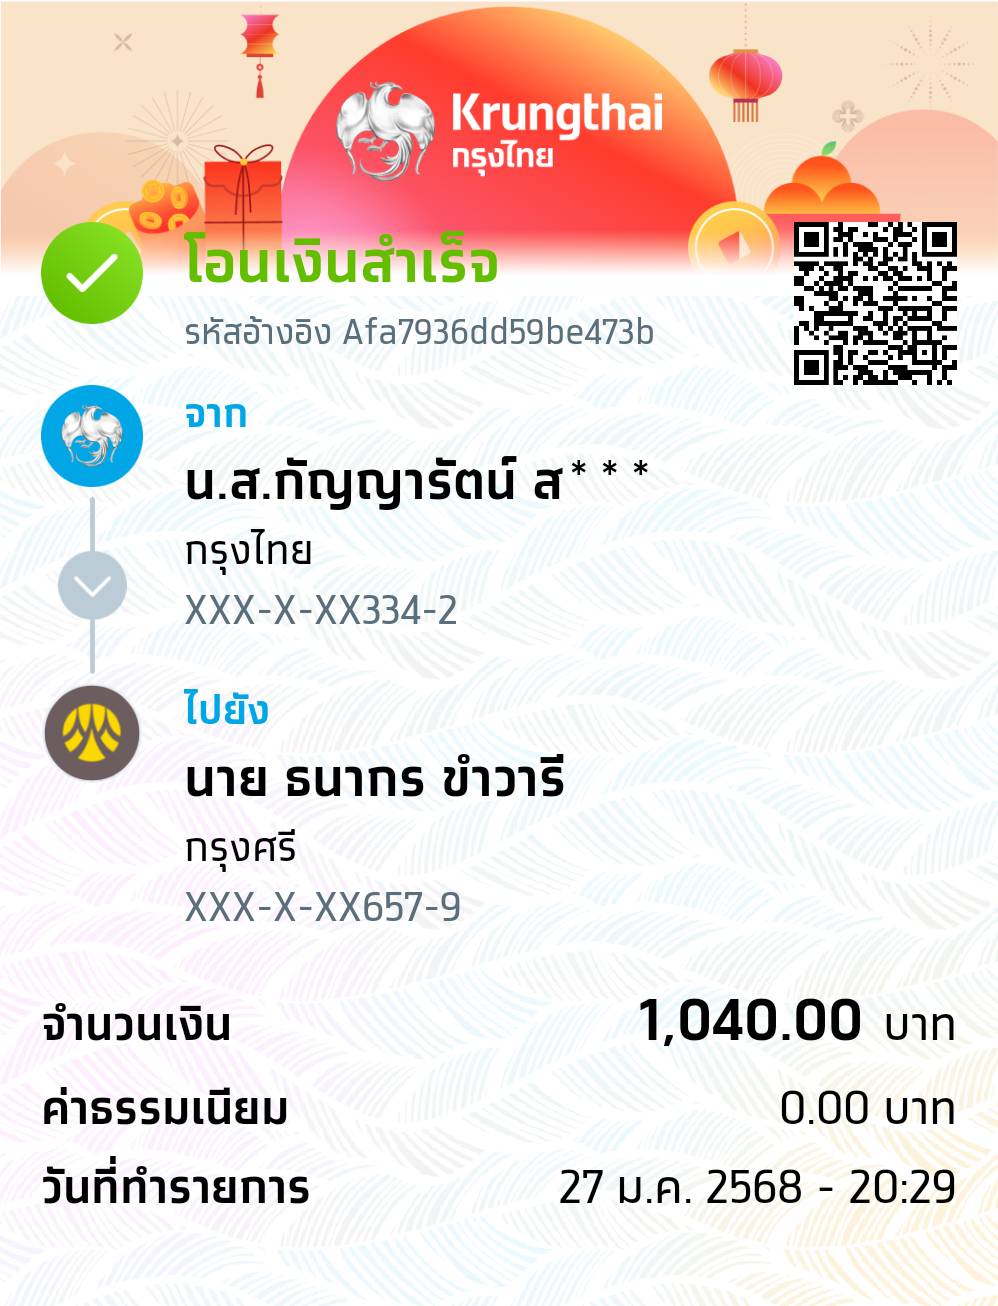 Krungthai
กรุงไทย
โอนเงินสำเร็จ
รหัสอ้างอิง Afa7936dd59be473b
จาก
น.ส.กัญญารัตน์ ส***
กรุงไทย
XXX-X-XX334-2
ไปยัง
นาย ธนากร ขำวารี
กรุงศรี
XXX-X-XX657-9
จำนวนเงิน 1,040.00 บาท
ค่าธรรมเนียม 0.00 บาท
วันที่ทำรายการ 27 ม.ค. 2568 - 20:29